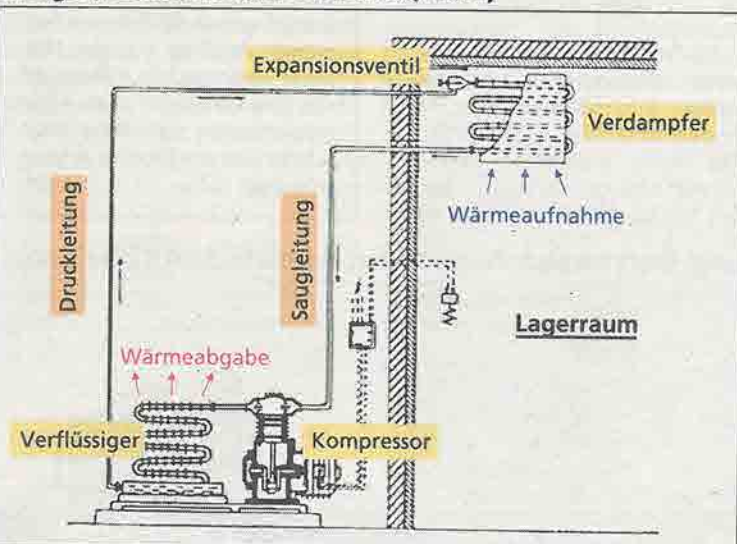 Expansionsventil
Verdampfer
Wärmeaufnahme
Druckleitung
Saugleitung
Lagerraum
Wärmeabgabe
Verflüssiger
Kompressor